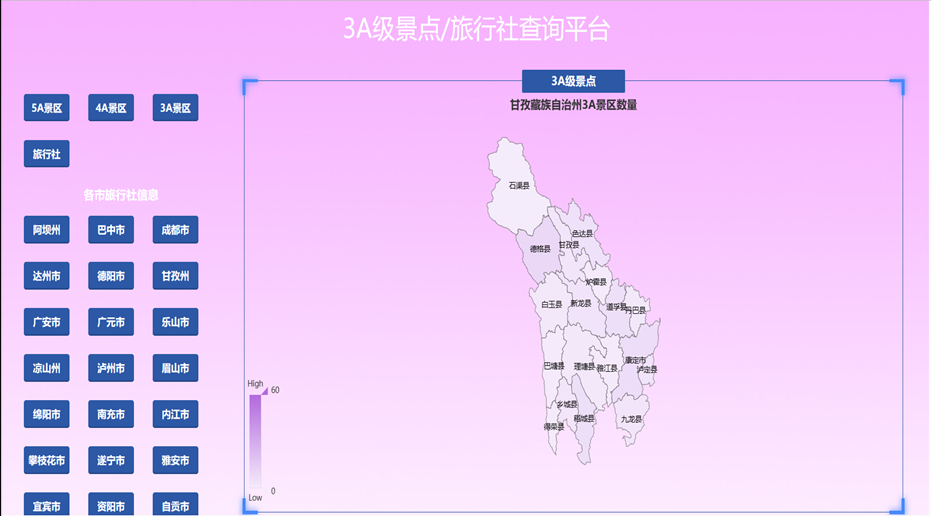 3A级景点/旅行社查询平台
3A级景点
甘孜藏族自治州3A景区数量
5A景区 4A景区 3A景区
旅行社
各市旅行社信息
阿坝州 巴中市 成都市
达州市 德阳市 甘孜州
广安市 广元市 乐山市
凉山州 泸州市 眉山市
绵阳市 南充市 内江市
攀枝花市 遂宁市 雅安市
宜宾市 资阳市 自贡市
石渠县
色达县
德格县 甘孜县
炉霍县
白玉县 新龙县 道孚县 丹巴县
康定市
巴塘县 理塘县 雅江县 泸定县
乡城县
稻城县 九龙县
得荣县
High
60
0
Low